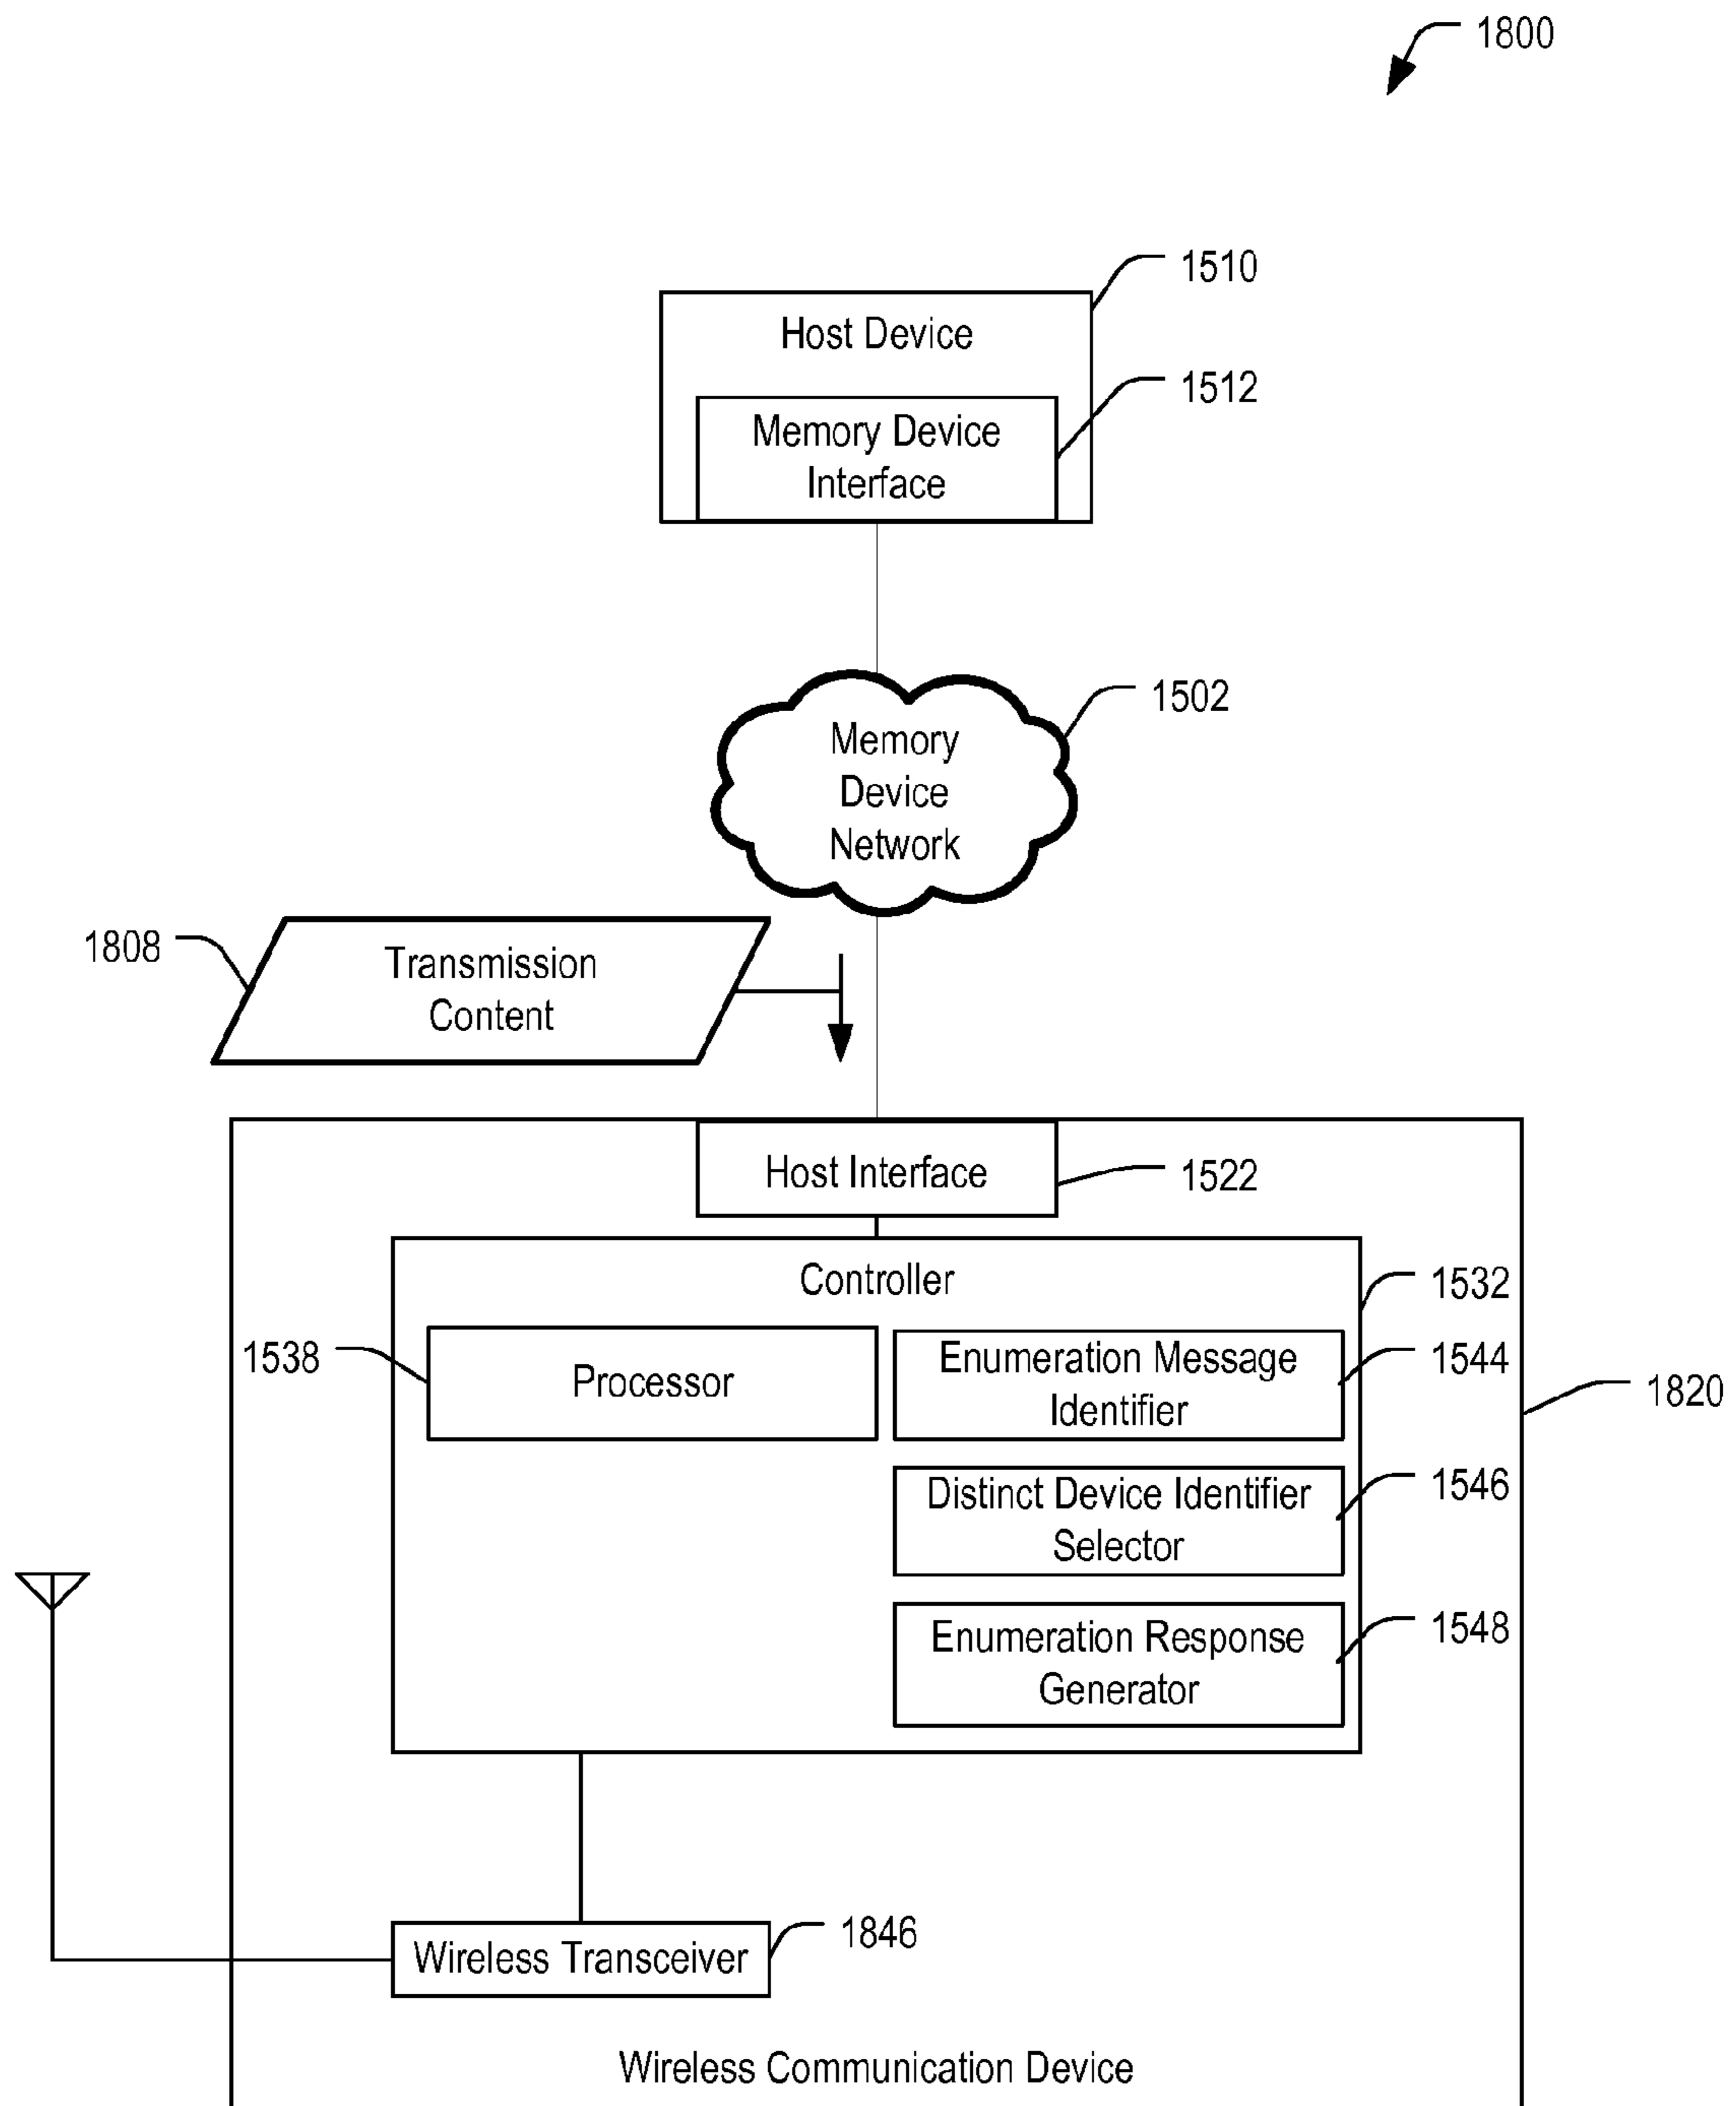 1800
1510
Host Device
1512
Memory Device
Interface
1502
Memory
Device
Network
1808
Transmission
Content
Host Interface
1522
Controller
1532
1538
Processor
Enumeration Message
Identifier
1544
1820
Distinct Device Identifier
Selector
1546
Enumeration Response
Generator
1548
Wireless Transceiver
1846
Wireless Communication Device